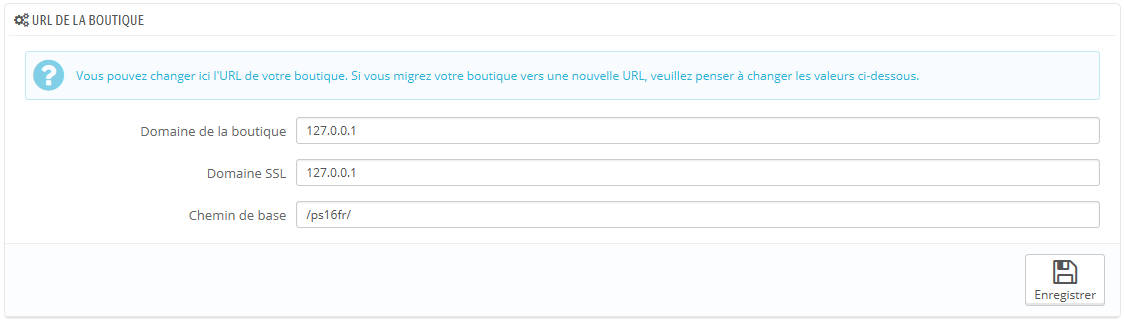 URL DE LA BOUTIQUE
?
Vous pouvez changer ici l'URL de votre boutique. Si vous migrez votre boutique vers une nouvelle URL, veuillez penser à changer les valeurs ci-dessous.
Domaine de la boutique 127.0.0.1
Domaine SSL 127.0.0.1
Chemin de base /ps16fr/
Enregistrer